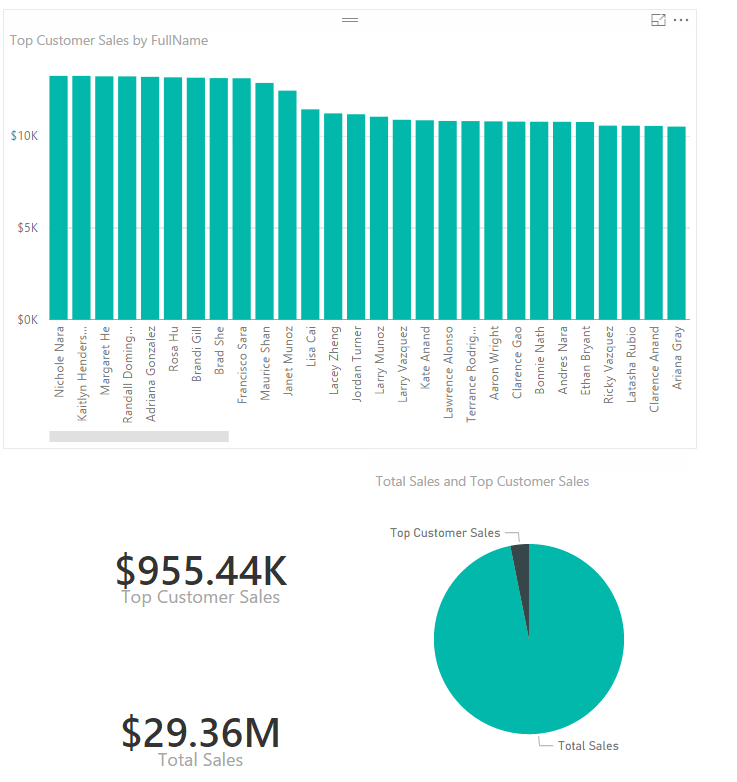 Top Customer Sales by FullName
$10K
$5K
$0K
Nichole Nara
Kaitlyn Henders...
Margaret He
Randall Doming...
Adriana Gonzalez
Rosa Hu
Brandi Gill
Brad She
Francisco Sara
Maurice Shan
Janet Munoz
Lisa Cai
Lacey Zheng
Jordan Turner
Larry Munoz
Larry Vazquez
Kate Anand
Lawrence Alonso
Terrance Rodrig...
Aaron Wright
Clarence Gao
Bonnie Nath
Andres Nara
Ethan Bryant
Ricky Vazquez
Latasha Rubio
Clarence Anand
Ariana Gray
$955.44K
Top Customer Sales
$29.36M
Total Sales
Total Sales and Top Customer Sales
Top Customer Sales
Total Sales